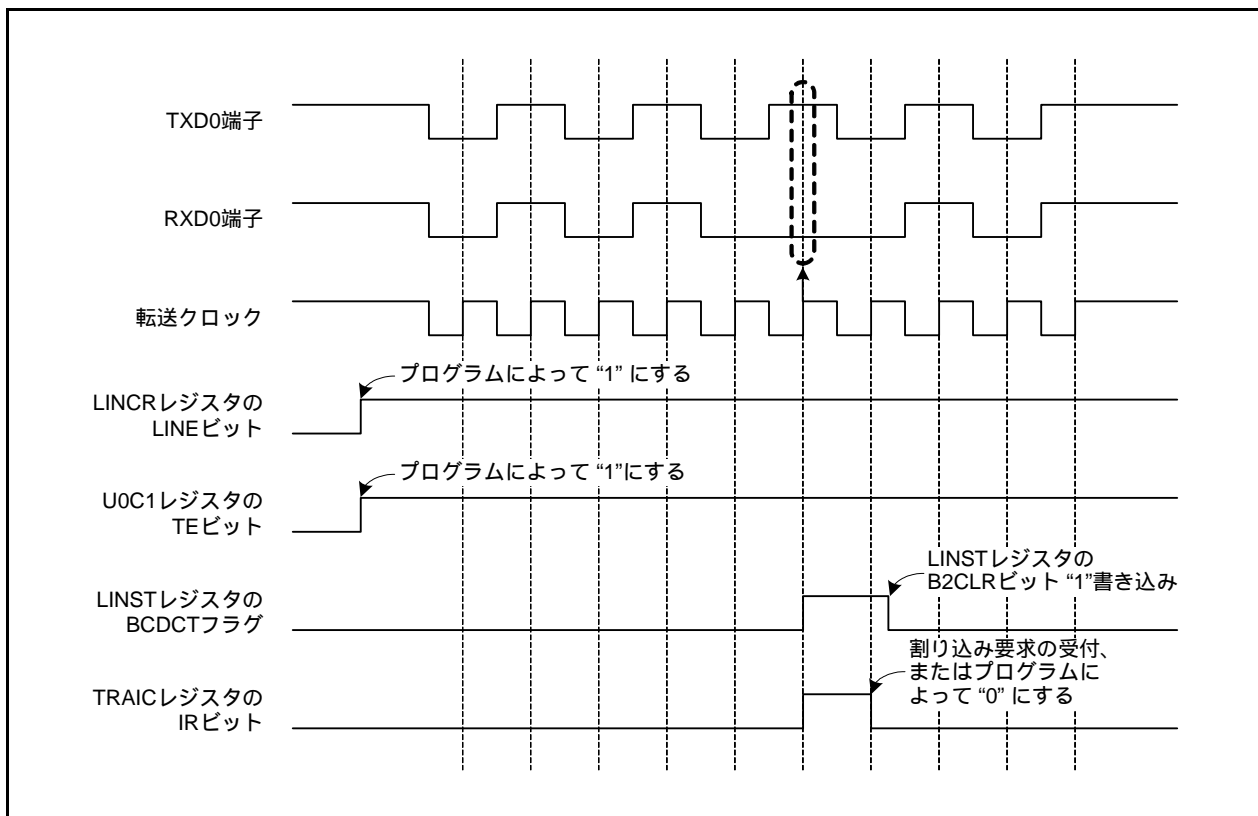 TXD0端子
RXD0端子
転送クロック
プログラムによって “1” にする
LINCRレジスタの
LINEビット
プログラムによって “1”にする
U0C1レジスタの
TEビット
LINSTレジスタの
B2CLRビット “1”書き込み
LINSTレジスタの
BCDCTフラグ
割り込み要求の受付、
またはプログラムに
よって “0” にする
TRAICレジスタの
IRビット